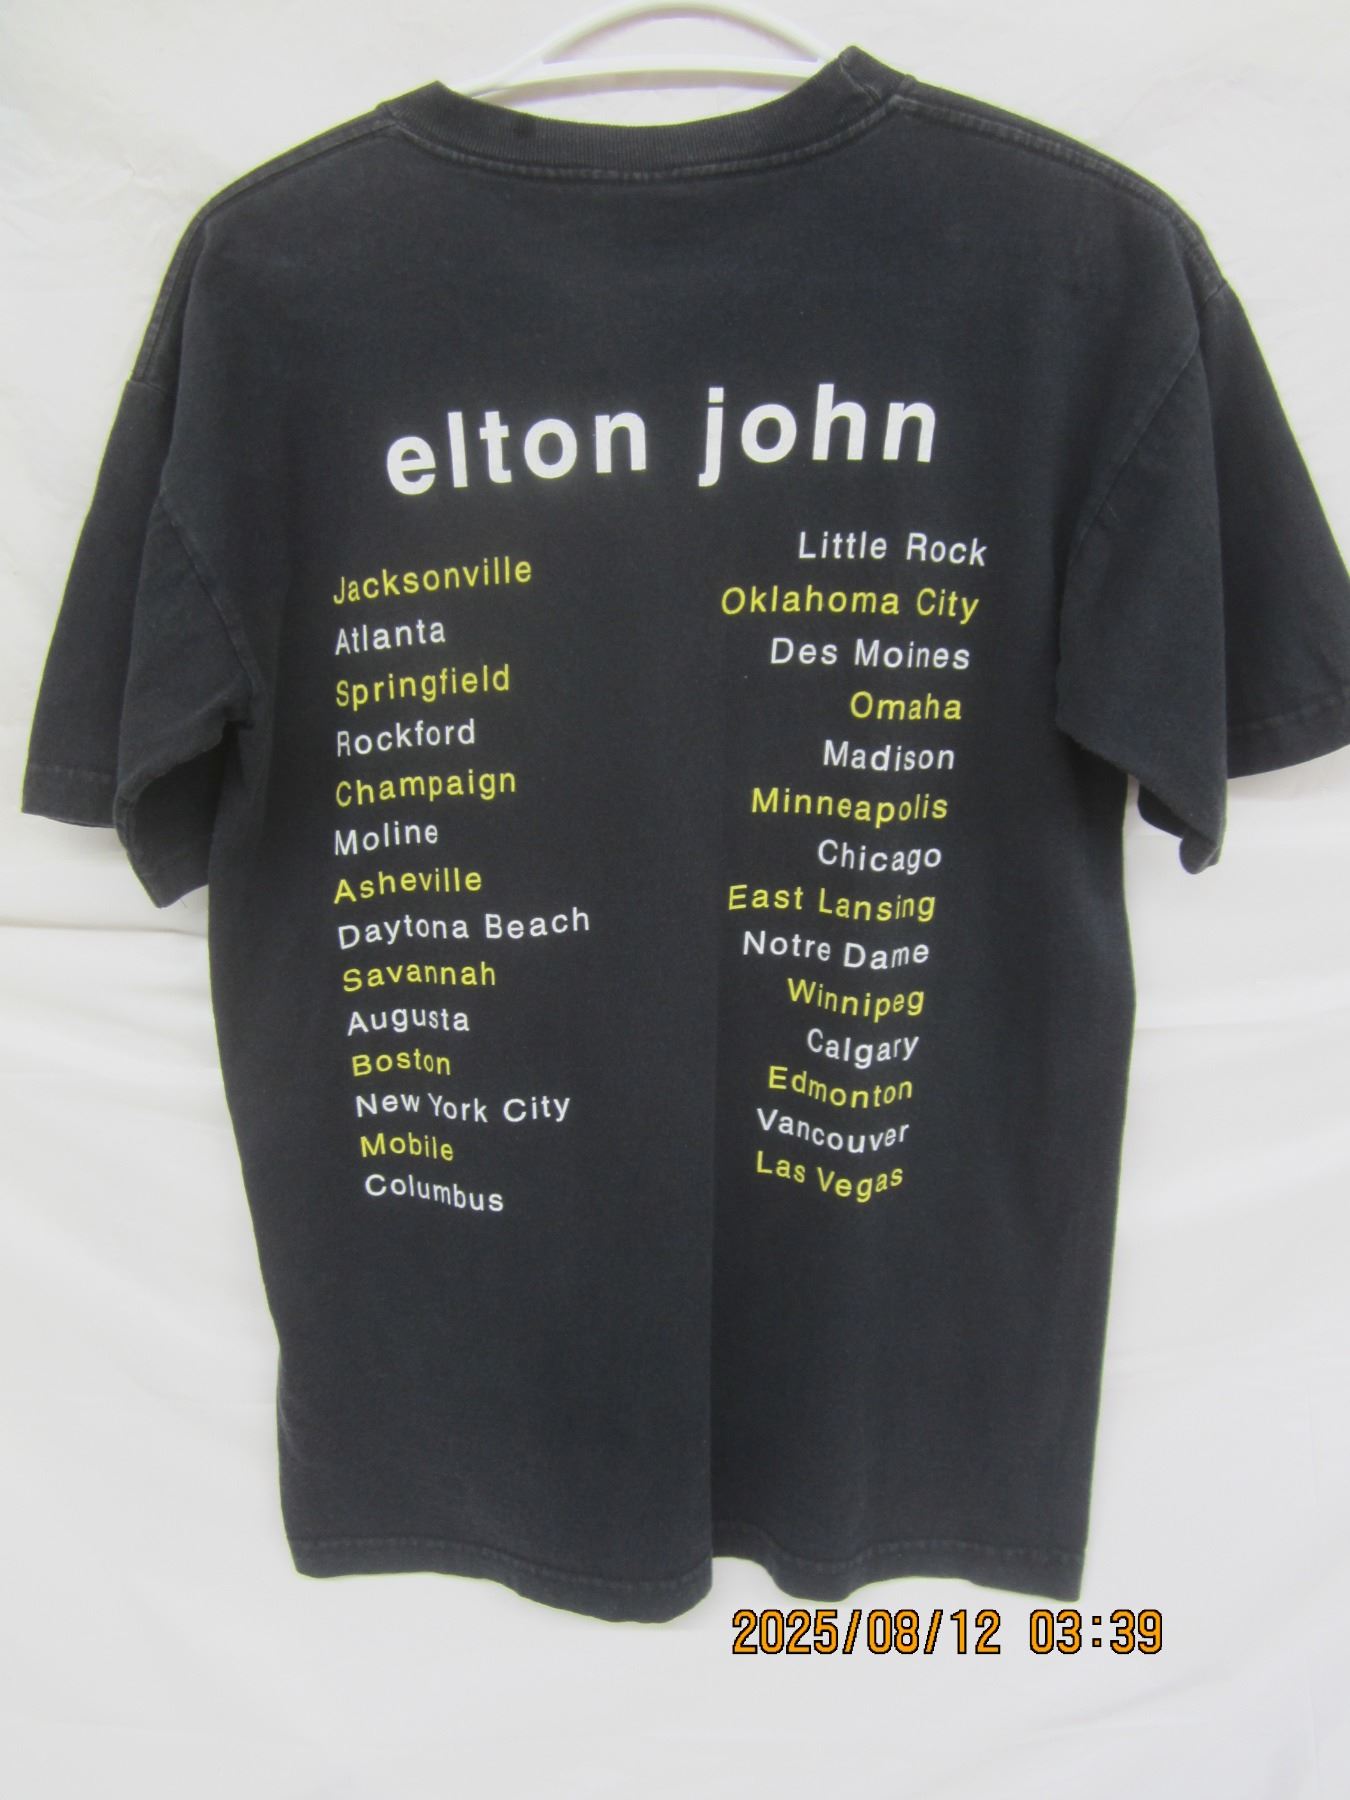 elton john
Jacksonville
Atlanta
Springfield
Rockford
Champaign
Moline
Asheville
Daytona Beach
Savannah
Augusta
Boston
New York City
Mobile
Columbus
Little Rock
Oklahoma City
Des Moines
Omaha
Madison
Minneapolis
Chicago
East Lansing
Notre Dame
Winnipeg
Calgary
Edmonton
Vancouver
Las Vegas
2025/08/12 03:39